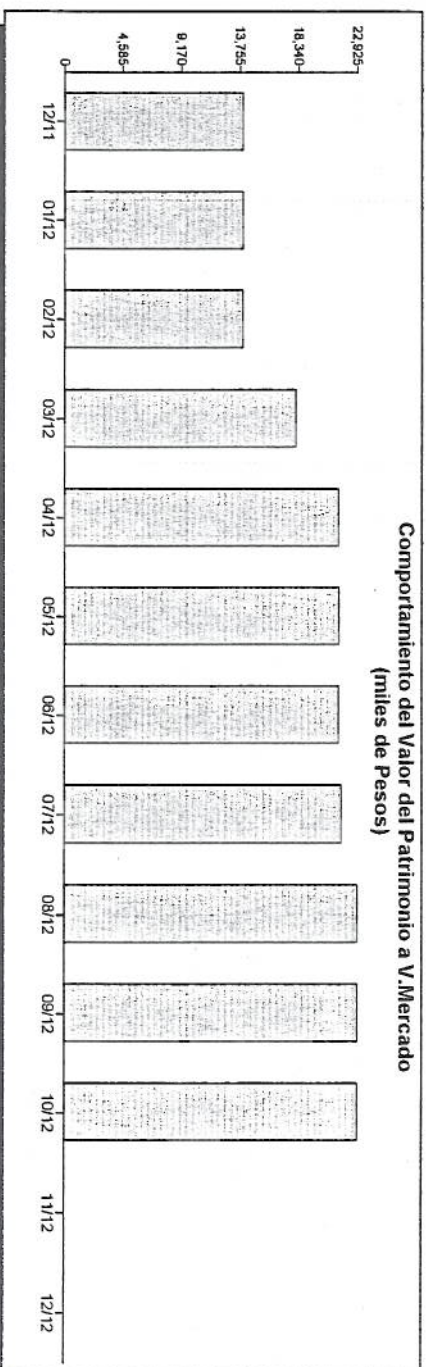 Comportamiento del Valor del Patrimonio a V.Mercado
(miles de Pesos)
22,925
18,340
13,755
9,170
4,585
0
12/11 01/12 02/12 03/12 04/12 05/12 06/12 07/12 08/12 09/12 10/12 11/12 12/12